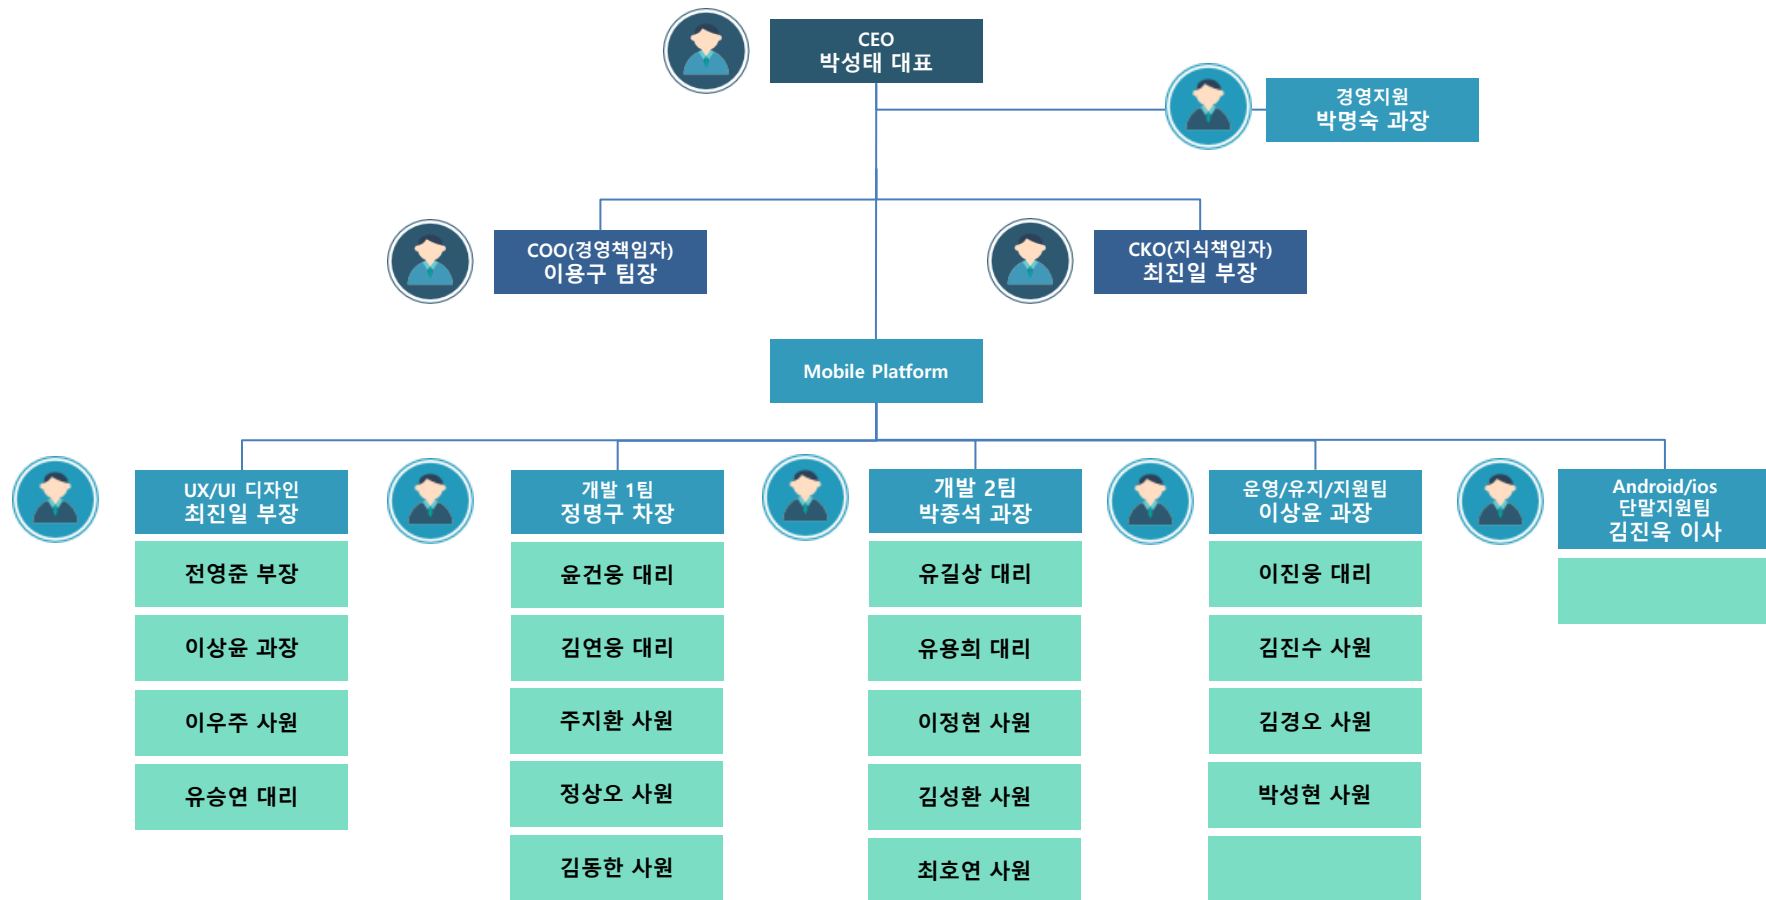 CEO
박성태 대표
경영지원
박명숙 과장
COO(경영책임자)
이용구 팀장
CKO(지식책임자)
최진일 부장
Mobile Platform
UX/UI 디자인
최진일 부장
전영준 부장
이상윤 과장
이우주 사원
유승연 대리
개발 1팀
정명구 차장
윤건웅 대리
김연웅 대리
주지환 사원
정상오 사원
김동한 사원
개발 2팀
박종석 과장
유길상 대리
유용희 대리
이정현 사원
김성환 사원
최호연 사원
운영/유지/지원팀
이상윤 과장
이진웅 대리
김진수 사원
김경오 사원
박성현 사원
Android/ios
단말지원팀
김진욱 이사